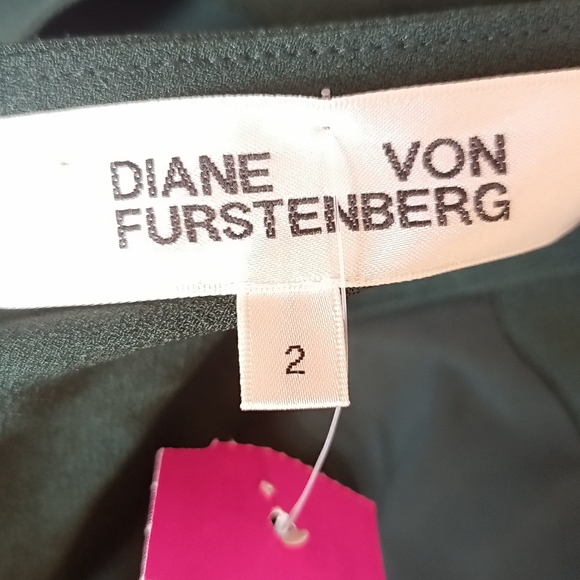 DIANE VON
FURSTENBERG
2